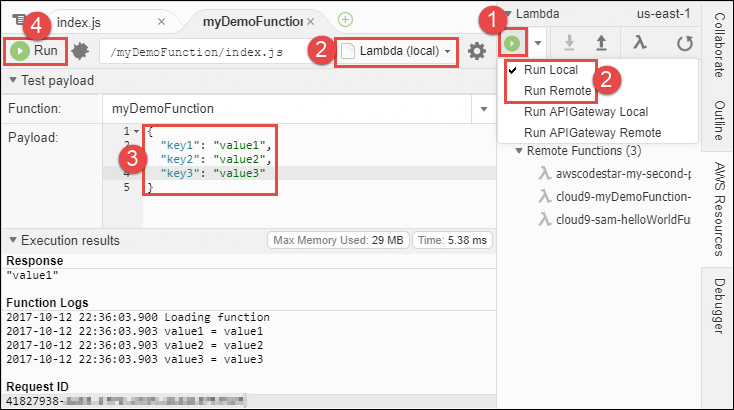 index.js
myDemoFunction
4
Run
/myDemoFunction/index.js
2
Lambda (local)
Test payload
Function:
myDemoFunction
Payload:
3
1 {
2 "key1": "value1",
3 "key2": "value2",
4 "key3": "value3"
5 }
Execution results
Max Memory Used: 29 MB
Time: 5.38 ms
Response
"value1"
Function Logs
2017-10-12 22:36:03.900 Loading function
2017-10-12 22:36:03.903 value1 = value1
2017-10-12 22:36:03.903 value2 = value2
2017-10-12 22:36:03.903 value3 = value3
Request ID
41827938-
1
Lambda
us-east-1
Run Local
Run Remote
2
Run APIGateway Local
Run APIGateway Remote
Remote Functions (3)
awscodestar-my-second-p
cloud9-myDemoFunction-
cloud9-sam-helloWorldFu
Collaborate
Outline
AWS Resources
Debugger